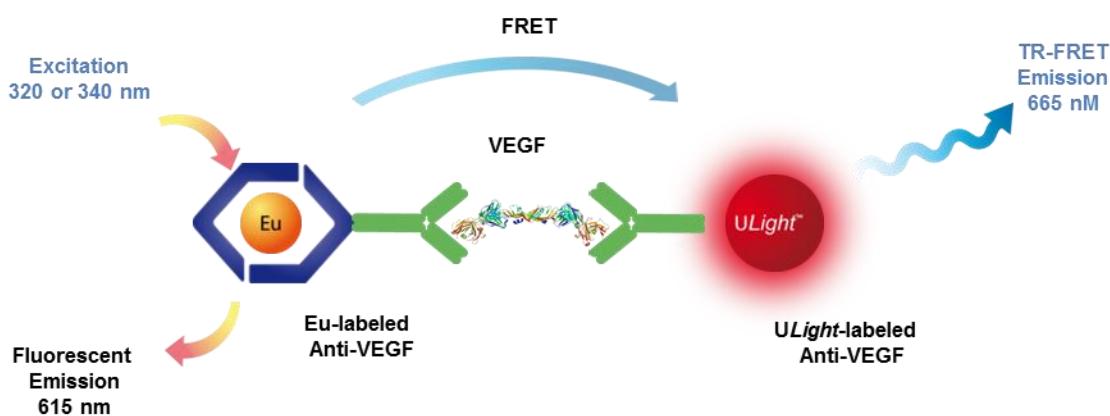 FRET
Excitation
320 or 340 nm
TR-FRET
Emission
665 nM
VEGF
Eu
ULight™
Eu-labeled
Anti-VEGF
ULight-labeled
Anti-VEGF
Fluorescent
Emission
615 nm